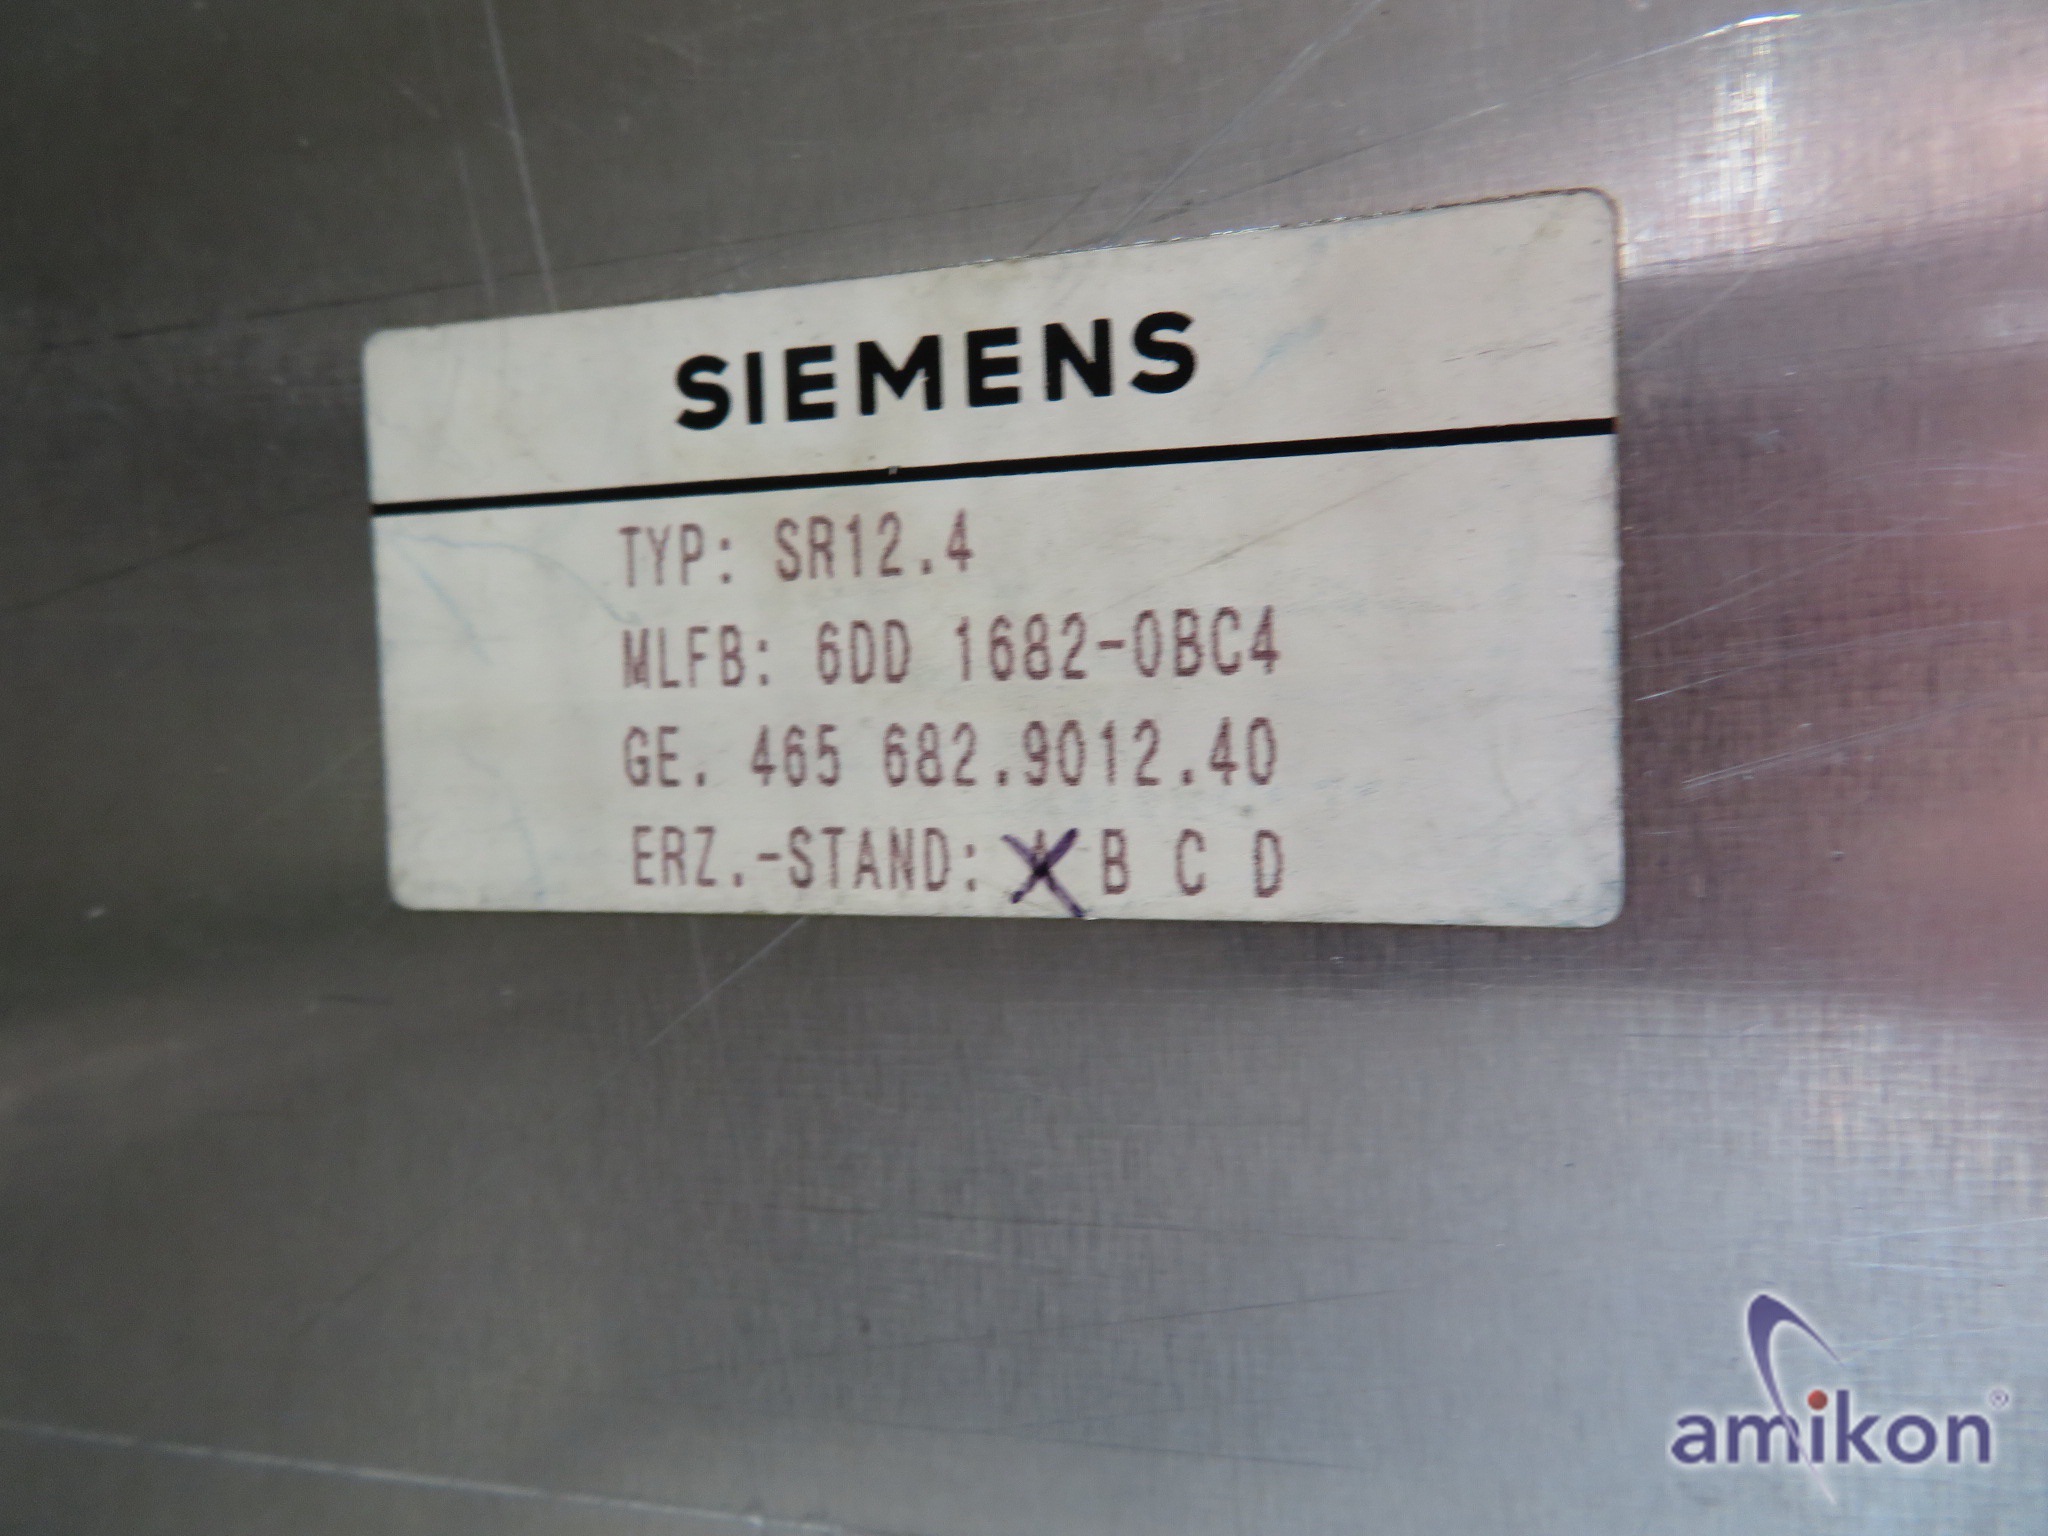 SIEMENS
TYP: SR12.4
MLFB: 6DD 1682-0BC4
GE. 465 682.9012.40
ERZ.-STAND: A B C D
amikon®